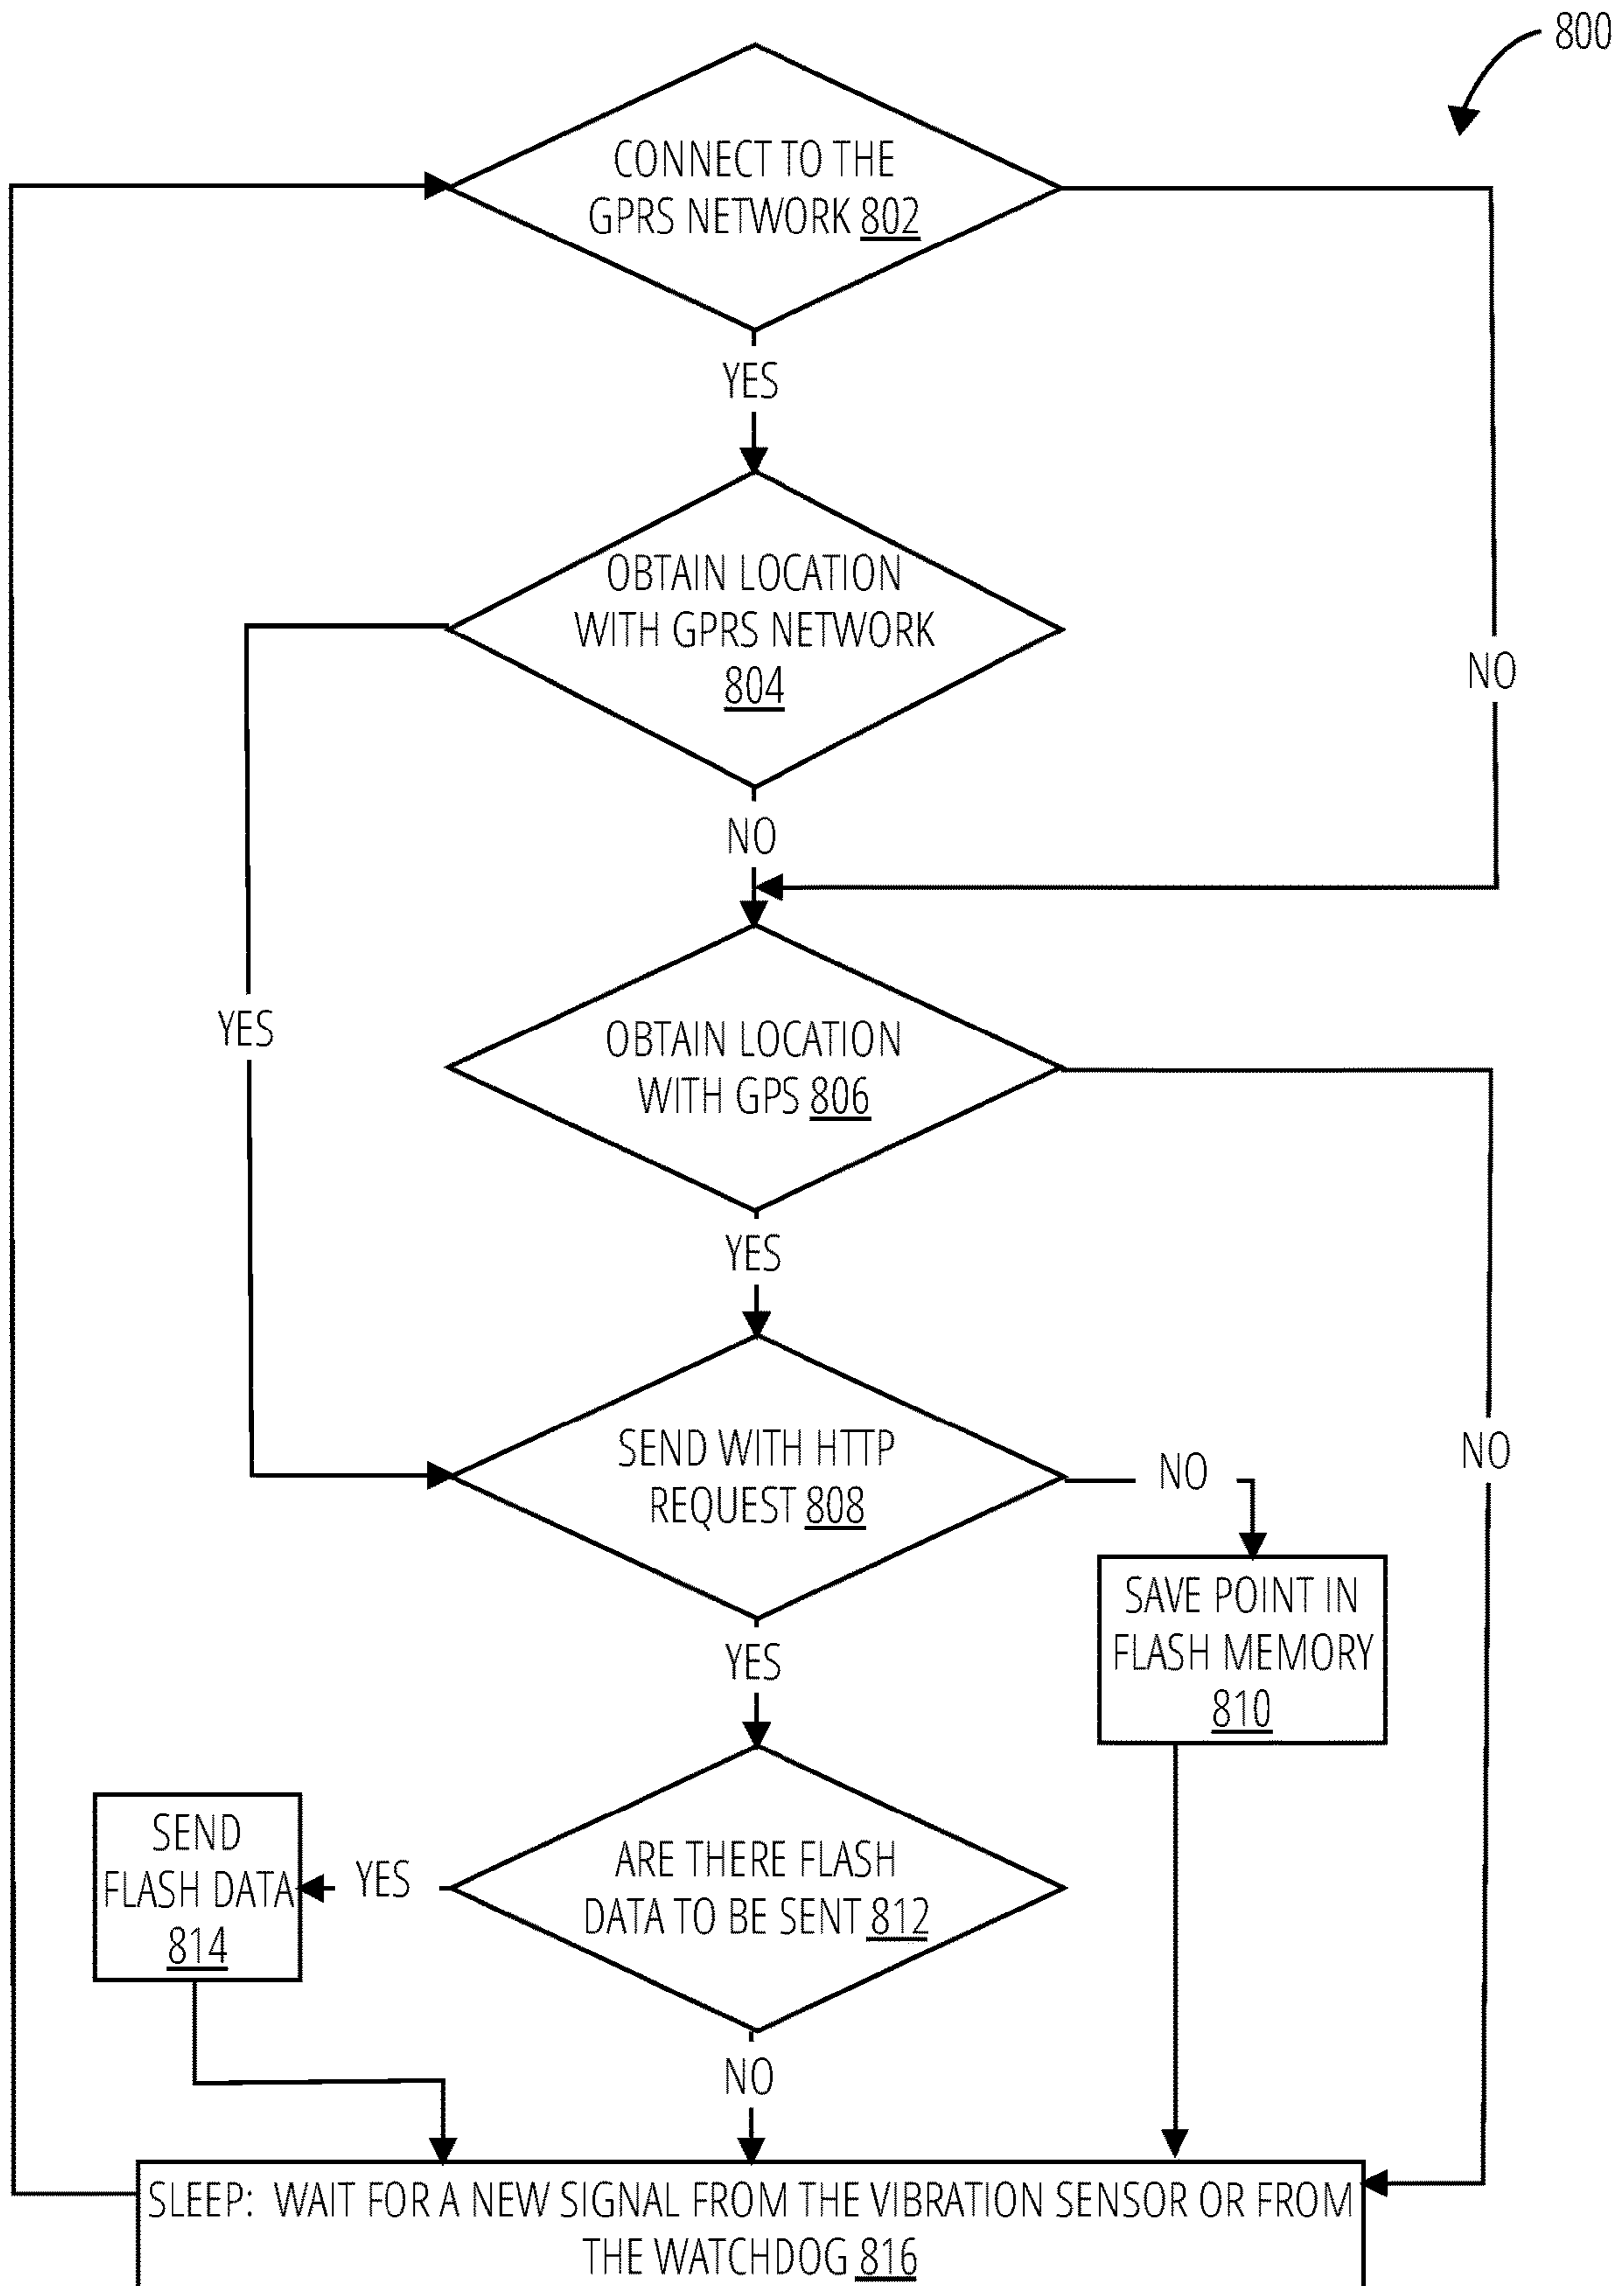 800
CONNECT TO THE
GPRS NETWORK 802
YES
OBTAIN LOCATION
WITH GPRS NETWORK
804
NO
NO
YES
OBTAIN LOCATION
WITH GPS 806
YES
NO
SEND WITH HTTP
REQUEST 808
NO
SAVE POINT IN
FLASH MEMORY
810
YES
ARE THERE FLASH
DATA TO BE SENT 812
YES
SEND
FLASH DATA
814
NO
SLEEP: WAIT FOR A NEW SIGNAL FROM THE VIBRATION SENSOR OR FROM
THE WATCHDOG 816